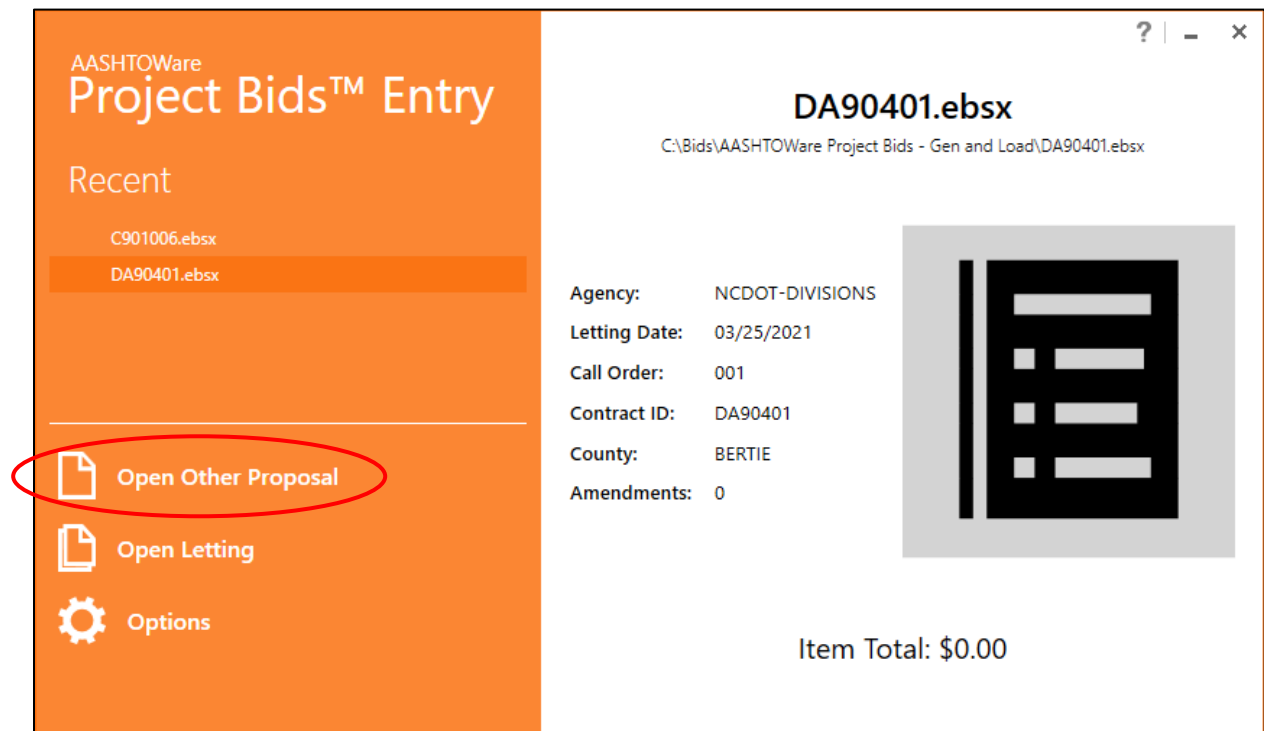 AASHTOWare
Project Bids™ Entry
Recent
C901006.ebsx
DA90401.ebsx
Open Other Proposal
Open Letting
Options
?
DA90401.ebsx
C:\Bids\AASHTOWare Project Bids - Gen and Load\DA90401.ebsx
Agency: NCDOT-DIVISIONS
Letting Date: 03/25/2021
Call Order: 001
Contract ID: DA90401
County: BERTIE
Amendments: 0
Item Total: $0.00